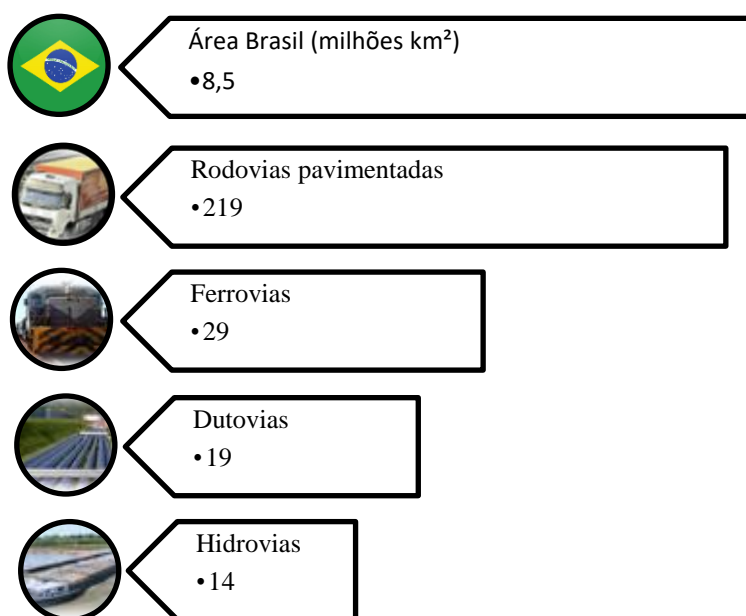 Área Brasil (milhões km²)
•8,5
Rodovias pavimentadas
•219
Ferrovias
•29
Dutovias
•19
Hidrovias
•14